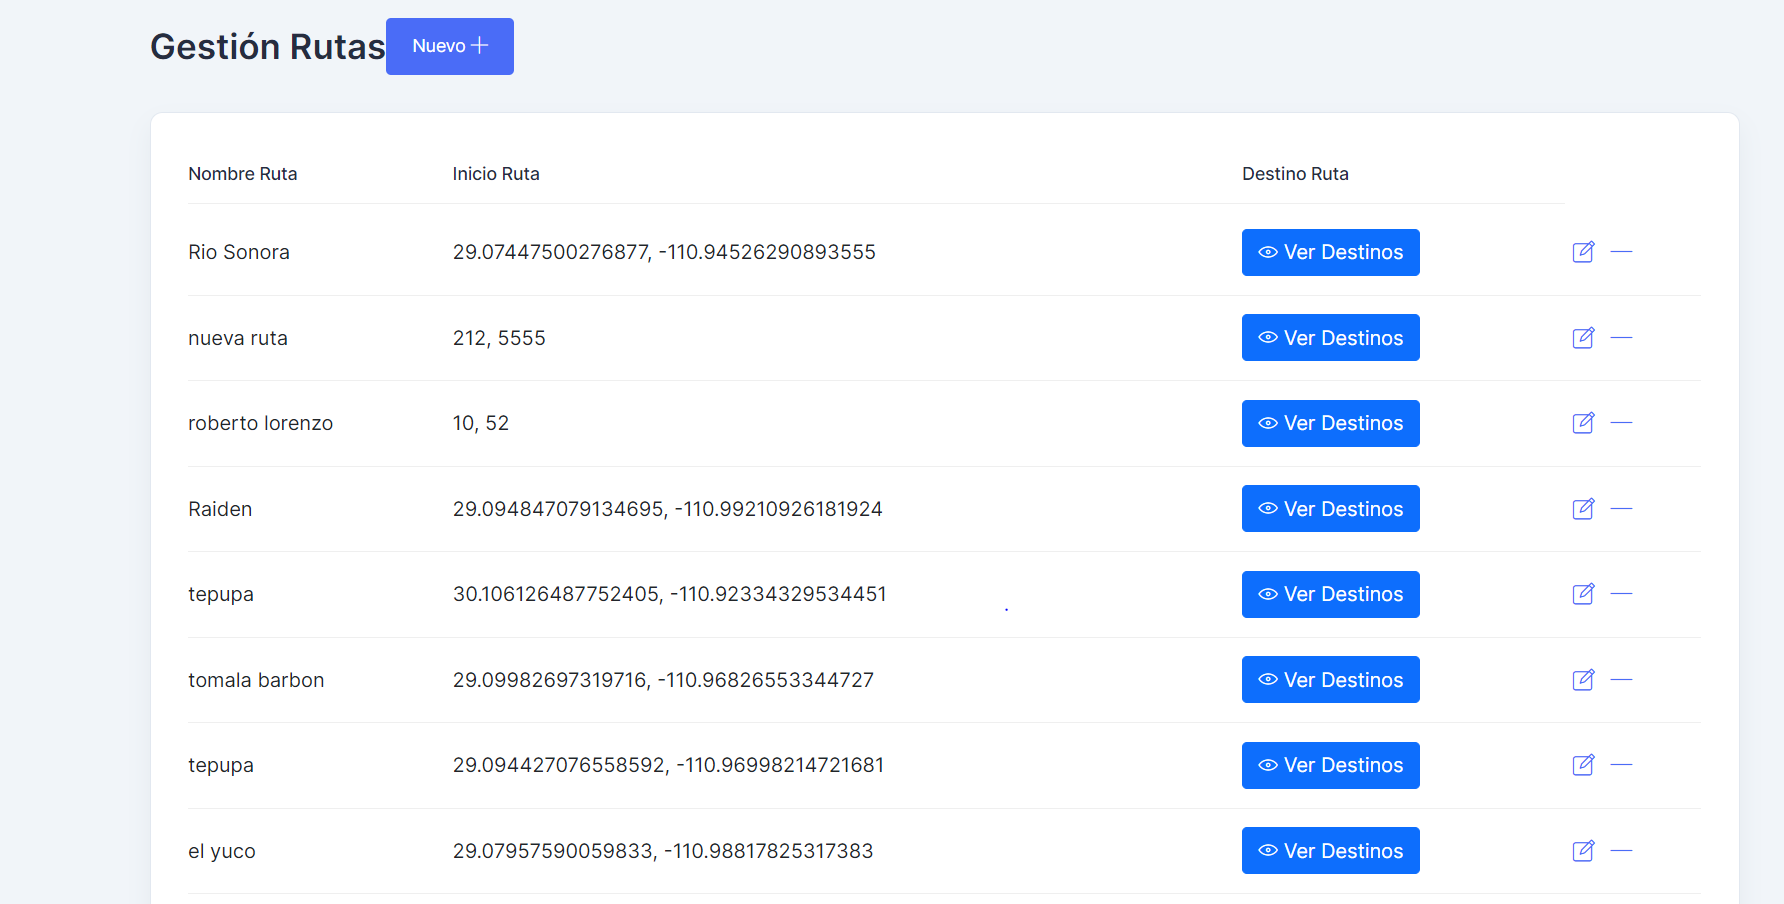 Gestión Rutas Nuevo
Nombre Ruta Inicio Ruta Destino Ruta
Rio Sonora 29.07447500276877, -110.94526290893555 Ver Destinos
nueva ruta 212, 5555 Ver Destinos
roberto lorenzo 10, 52 Ver Destinos
Raiden 29.094847079134695, -110.99210926181924 Ver Destinos
tepupa 30.106126487752405, -110.92334329534451 Ver Destinos
tomala barbon 29.09982697319716, -110.96826553344727 Ver Destinos
tepupa 29.094427076558592, -110.96998214721681 Ver Destinos
el yuco 29.07957590059833, -110.98817825317383 Ver Destinos